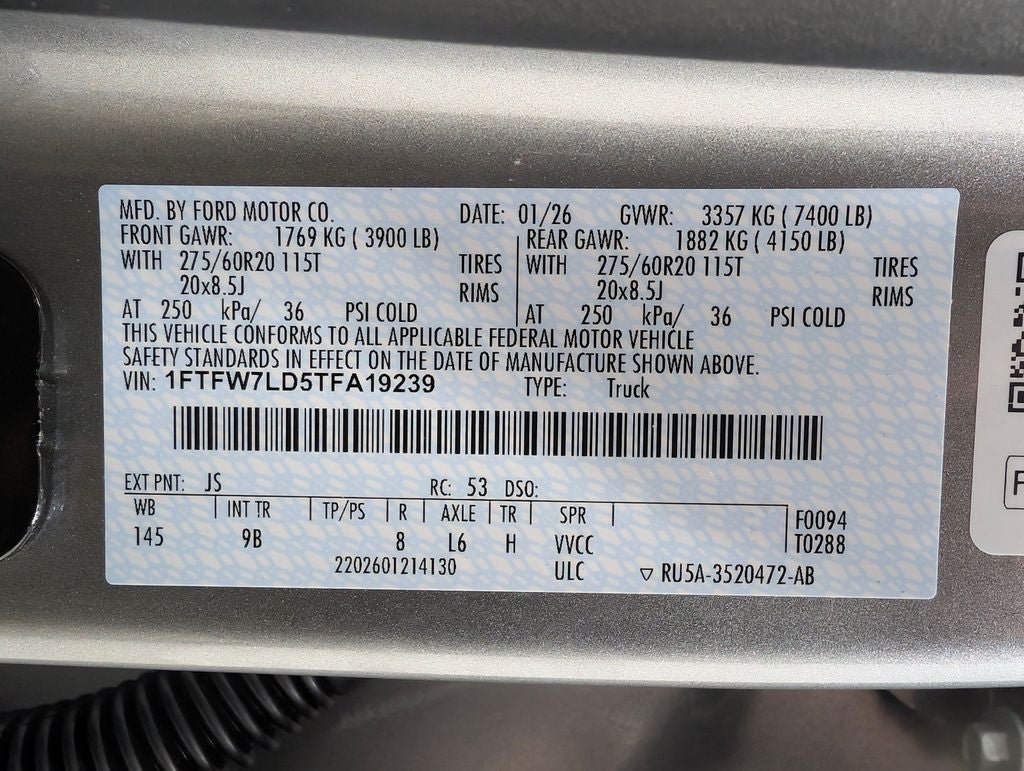 MFD. BY FORD MOTOR CO. DATE: 01/26 GVWR: 3357 KG ( 7400 LB)
FRONT GAWR: 1769 KG ( 3900 LB) REAR GAWR: 1882 KG ( 4150 LB)
WITH 275/60R20 115T TIRES WITH 275/60R20 115T TIRES
20x8.5J RIMS 20x8.5J RIMS
AT 250 kPa/ 36 PSI COLD AT 250 kPa/ 36 PSI COLD
THIS VEHICLE CONFORMS TO ALL APPLICABLE FEDERAL MOTOR VEHICLE
SAFETY STANDARDS IN EFFECT ON THE DATE OF MANUFACTURE SHOWN ABOVE.
VIN: 1FTFW7LD5TFA19239 TYPE: Truck
EXT PNT: JS RC: 53 DSO:
WB INT TR TP/PS R AXLE TR SPR F0094
145 9B 8 L6 H VVCC T0288
2202601214130 ULC ▽ RU5A-3520472-AB